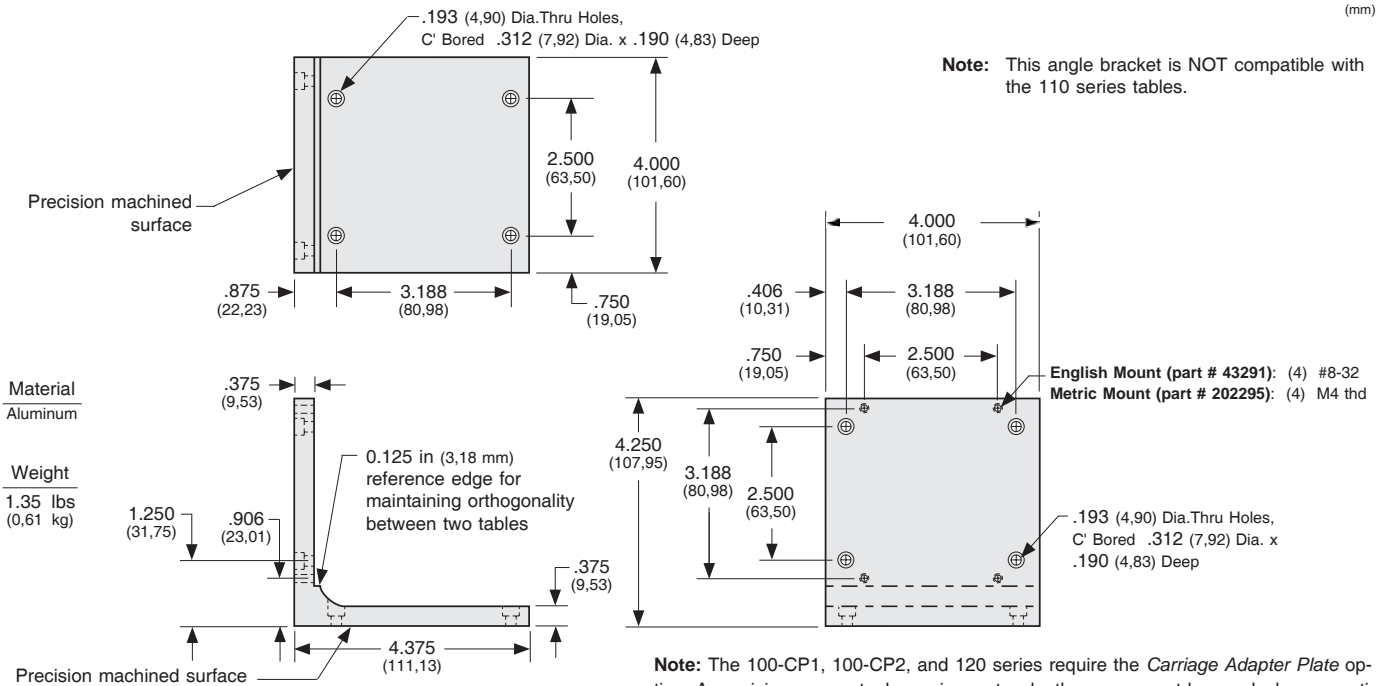 (mm)
.193 (4,90) Dia.Thru Holes,
C' Bored .312 (7,92) Dia. x .190 (4,83) Deep
Note: This angle bracket is NOT compatible with
the 110 series tables.
2.500
(63,50)
4.000
(101,60)
Precision machined
surface
.875
(22,23)
3.188
(80,98)
.750
(19,05)
4.000
(101,60)
.406
(10,31)
3.188
(80,98)
.750
(19,05)
2.500
(63,50)
English Mount (part # 43291): (4) #8-32
Metric Mount (part # 202295): (4) M4 thd
Material
Aluminum
Weight
1.35 lbs
(0,61 kg)
.375
(9,53)
0.125 in (3,18 mm)
reference edge for
maintaining orthogonality
between two tables
1.250
(31,75)
.906
(23,01)
.375
(9,53)
4.375
(111,13)
Precision machined surface
4.250
(107,95)
3.188
(80,98)
2.500
(63,50)
.193 (4,90) Dia.Thru Holes,
C' Bored .312 (7,92) Dia. x
.190 (4,83) Deep
Note: The 100-CP1, 100-CP2, and 120 series require the Carriage Adapter Plate op-